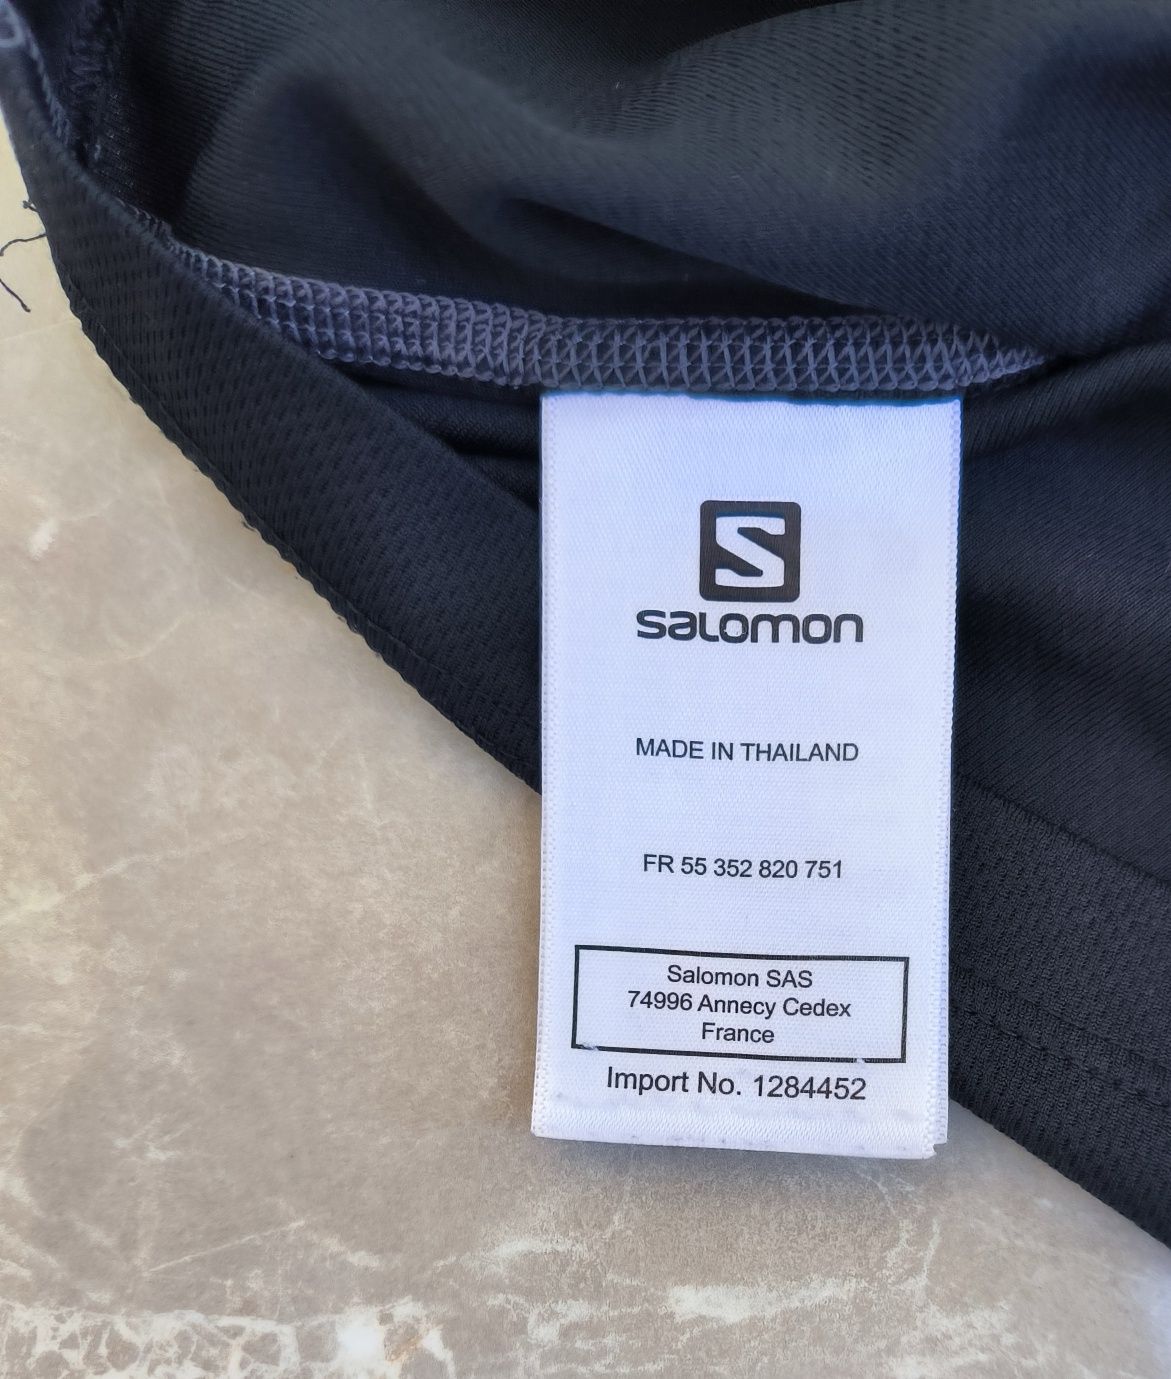 S
salomon
MADE IN THAILAND
FR 55 352 820 751
Salomon SAS
74996 Annecy Cedex
France
Import No. 1284452